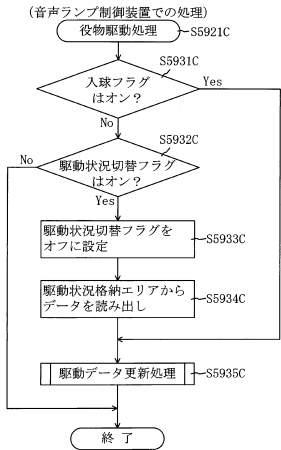 (音声ランプ制御装置での処理)
役物駆動処理
S5921C
S5931C
入球フラグ
はオン?
Yes
No
S5932C
No
駆動状況切替フラグ
はオン?
Yes
駆動状況切替フラグを
オフに設定
S5933C
駆動状況格納エリアから
データを読み出し
S5934C
駆動データ更新処理
S5935C
終 了